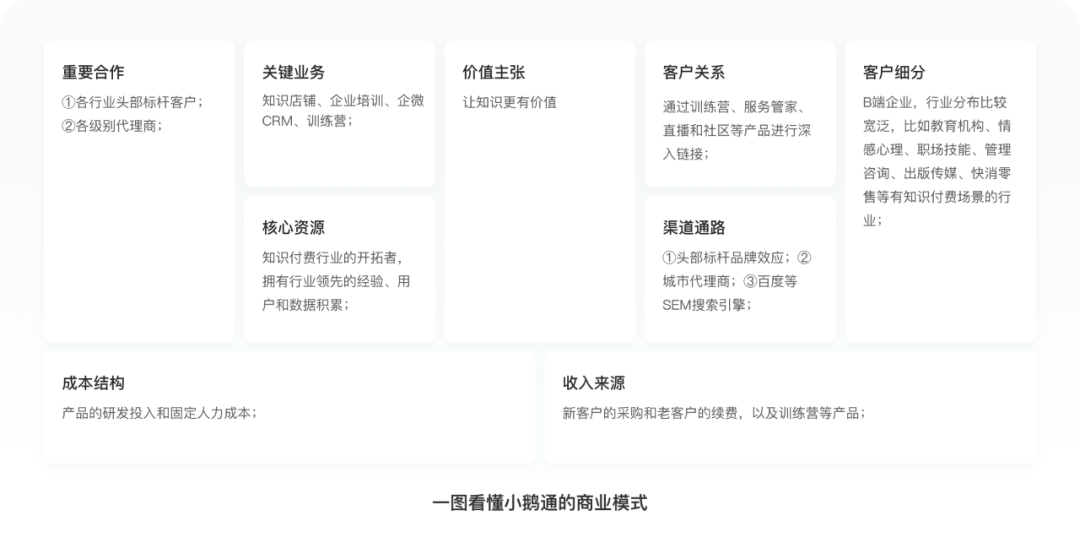 重要合作
①各行业头部标杆客户；
②各级别代理商；
关键业务
知识店铺、企业培训、企微
CRM、训练营；
核心资源
知识付费行业的开拓者，
拥有行业领先的经验、用
户和数据积累；
价值主张
让知识更有价值
客户关系
通过训练营、服务管家、
直播和社区等产品进行深
入链接；
渠道通路
①头部标杆品牌效应；②
城市代理商；③百度等
SEM搜索引擎；
客户细分
B端企业，行业分布比较
宽泛，比如教育机构、情
感心理、职场技能、管理
咨询、出版传媒、快消零
售等有知识付费场景的行
业；
成本结构
产品的研发投入和固定人力成本；
收入来源
新客户的采购和老客户的续费，以及训练营等产品；
一图看懂小鹅通的商业模式